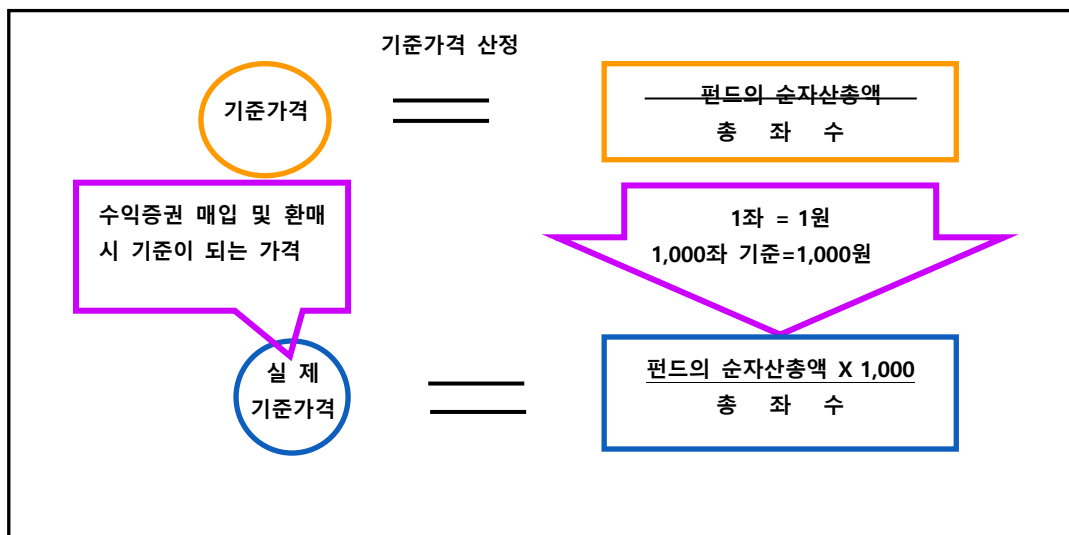 기준가격 산정
기준가격
펀드의 순자산총액
총 좌 수
수익증권 매입 및 환매
시 기준이 되는 가격
1좌 = 1원
1,000좌 기준=1,000원
실 제
기준가격
펀드의 순자산총액 X 1,000
총 좌 수